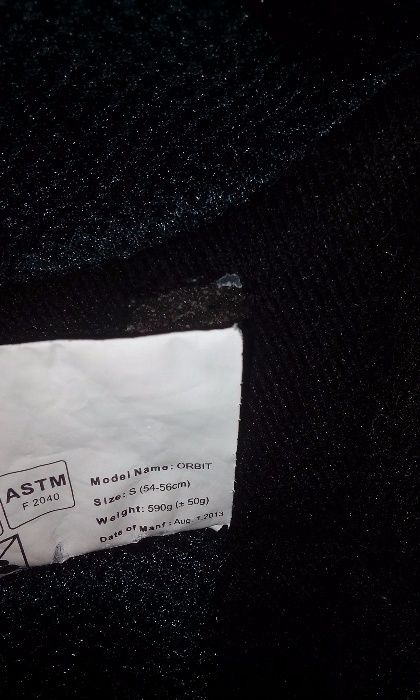 ASTM
F 2040
Model Name: ORBIT
Size: S (54-56cm)
Weight: 590g (± 50g)
Date of Manf: Aug. + 2013